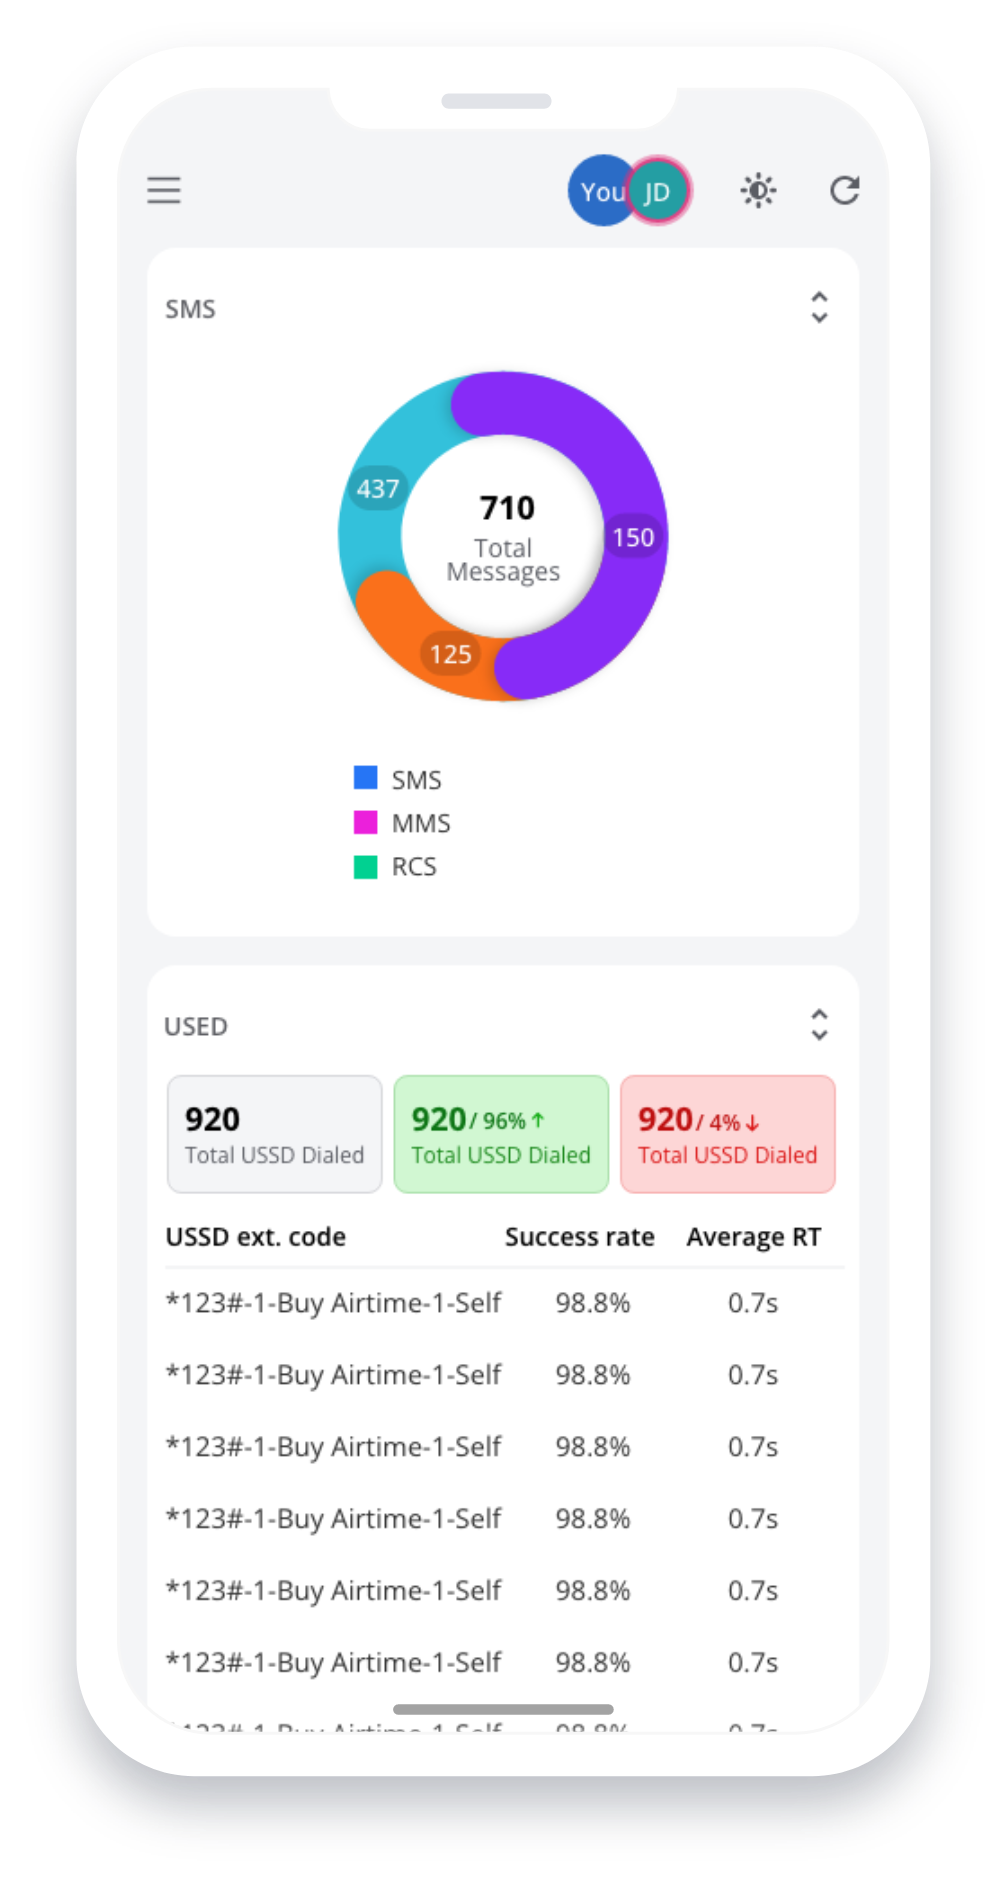 You JD
SMS
437
710
Total
Messages
150
125
SMS
MMS
RCS
USED
920 920/ 96%↑ 920/ 4%↓
Total USSD Dialed Total USSD Dialed Total USSD Dialed
USSD ext. code Success rate Average RT
*123#-1-Buy Airtime-1-Self 98.8% 0.7s
*123#-1-Buy Airtime-1-Self 98.8% 0.7s
*123#-1-Buy Airtime-1-Self 98.8% 0.7s
*123#-1-Buy Airtime-1-Self 98.8% 0.7s
*123#-1-Buy Airtime-1-Self 98.8% 0.7s
*123#-1-Buy Airtime-1-Self 98.8% 0.7s